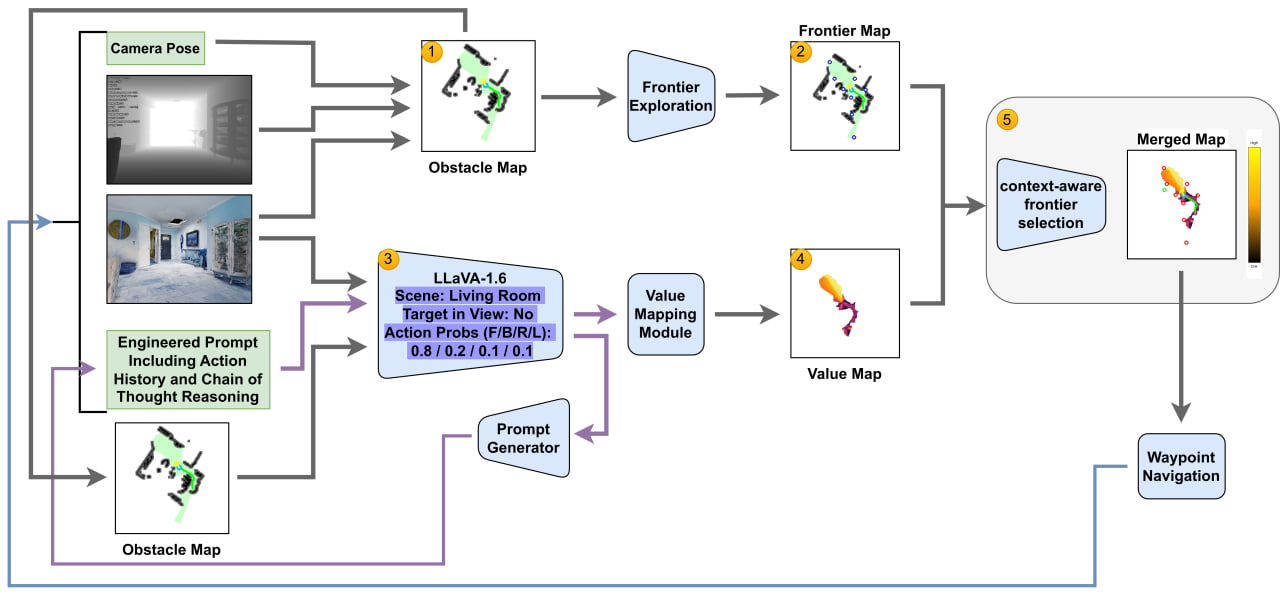 Camera Pose
1
Obstacle Map
Frontier
Exploration
Frontier Map
2
5
Merged Map
High
context-aware
frontier
selection
3
LLaVA-1.6
Scene: Living Room
Target in View: No
Action Probs (F/B/R/L):
0.8 / 0.2 / 0.1 / 0.1
Value
Mapping
Module
4
Value Map
Engineered Prompt
Including Action
History and Chain of
Thought Reasoning
Prompt
Generator
Obstacle Map
Waypoint
Navigation